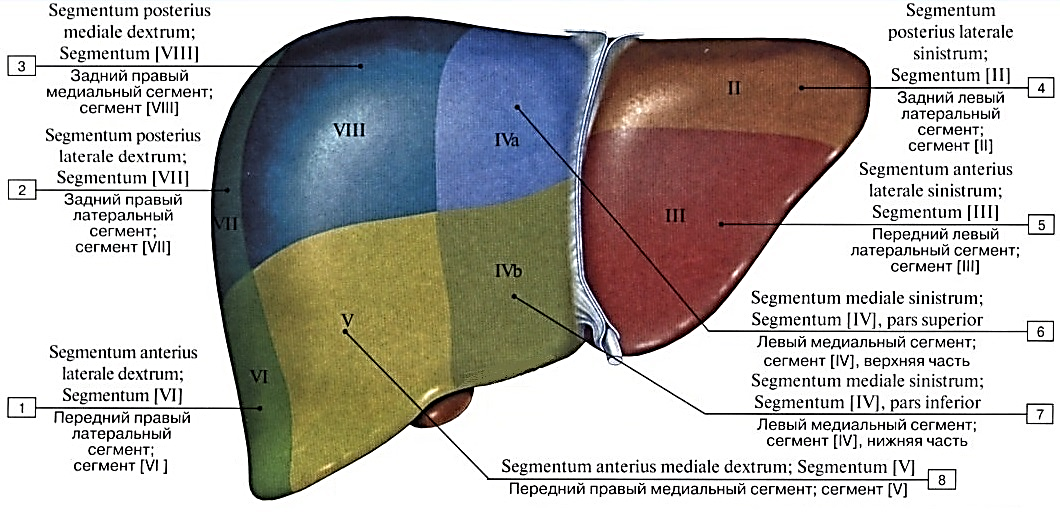 Segmentum posterius
mediale dextrum;
Segmentum [VIII]
3
Задний правый
медиальный сегмент;
сегмент [VIII]
Segmentum posterius
laterale dextrum;
Segmentum [VII]
2
Задний правый
латеральный
сегмент;
сегмент [VII]
Segmentum anterius
laterale dextrum;
Segmentum [VI]
1
Передний правый
латеральный
сегмент;
сегмент [VI ]
VIII
IVa
II
VII
III
IVb
V
VI
Segmentum
posterius laterale
sinistrum;
Segmentum [II]
4
Задний левый
латеральный
сегмент;
сегмент [II]
Segmentum anterius
laterale sinistrum;
Segmentum [III]
5
Передний левый
латеральный сегмент;
сегмент [III]
Segmentum mediale sinistrum;
Segmentum [IV], pars superior
6
Левый медиальный сегмент;
сегмент [IV], верхняя часть
Segmentum mediale sinistrum;
Segmentum [IV], pars inferior
7
Левый медиальный сегмент;
сегмент [IV], нижняя часть
Segmentum anterius mediale dextrum; Segmentum [V]
8
Передний правый медиальный сегмент; сегмент [V]